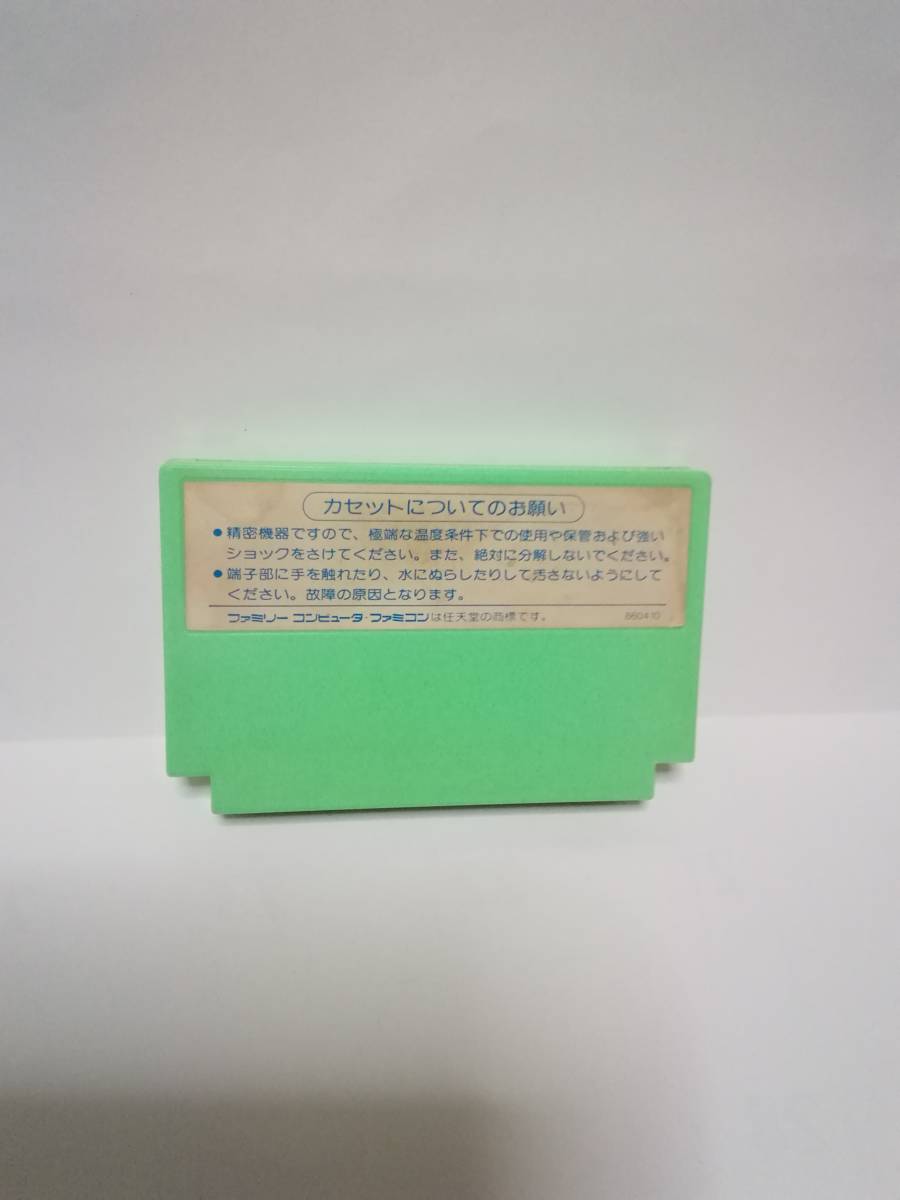 カセットについてのお願い
●精密機器ですので、極端な温度条件下での使用や保管および強い
ショックをさけてください。また、絶対に分解しないでください。
●端子部に手を触れたり、水にぬらしたりして汚さないようにして
ください。故障の原因となります。
ファミリー コンピュータ・ファミコンは任天堂の商標です。 860410